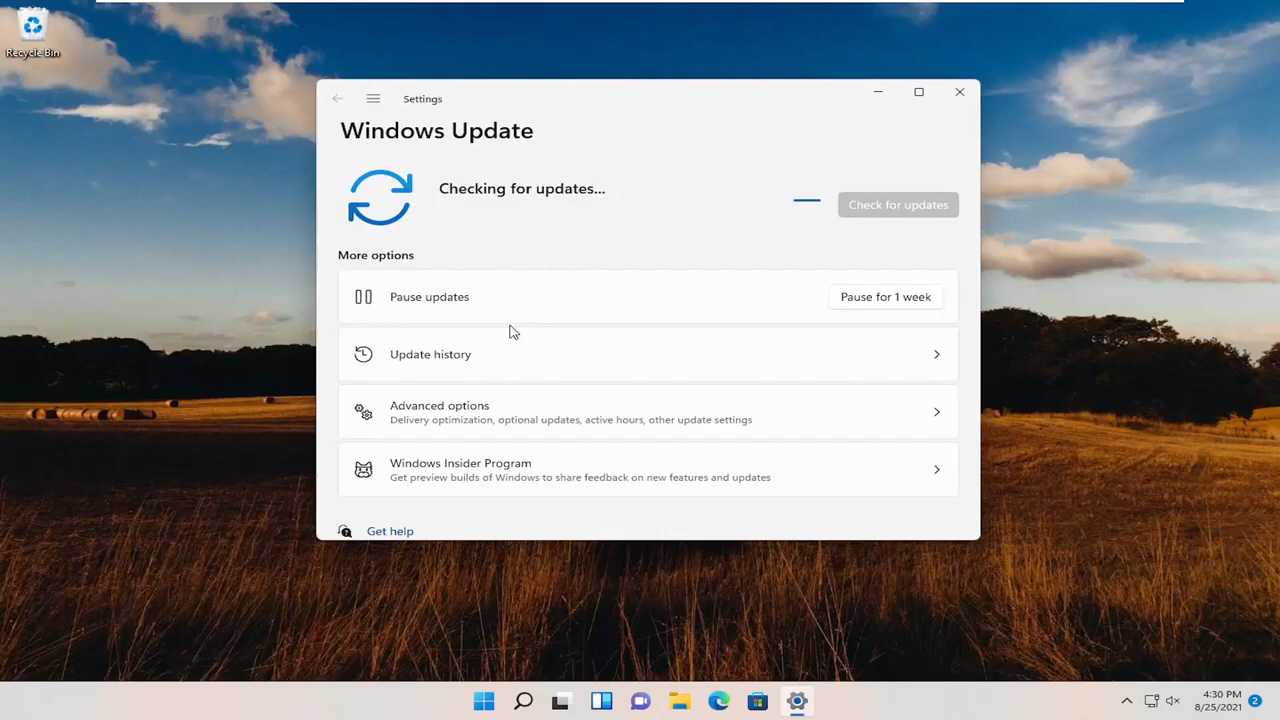 Recycle Bin
Settings
Windows Update
Checking for updates...
Check for updates
More options
Pause updates
Pause for 1 week
Update history
Advanced options
Delivery optimization, optional updates, active hours, other update settings
Windows Insider Program
Get preview builds of Windows to share feedback on new features and updates
Get help
4:30 PM
8/25/2021
2